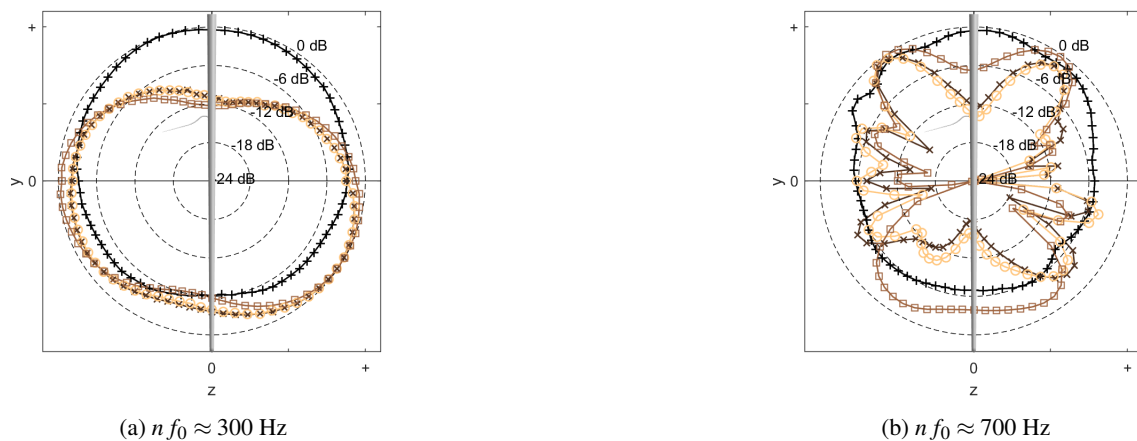 +
0 dB
-6 dB
-12 dB
-18 dB
-24 dB
y 0
0
+
z
(a) n f0 ≈ 300 Hz
+
0 dB
-6 dB
-12 dB
-18 dB
-24 dB
y 0
0
+
z
(b) n f0 ≈ 700 Hz